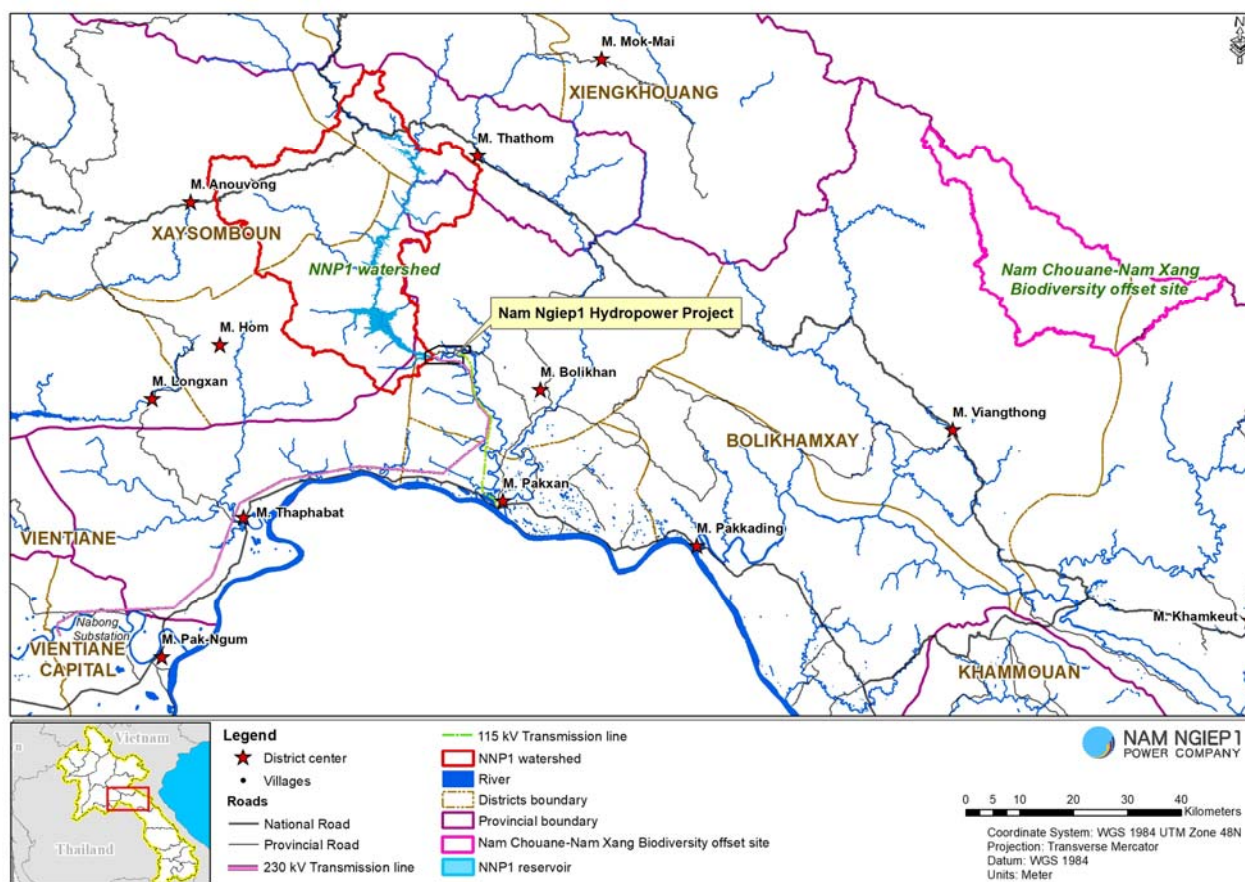 N
M. Mok-Mai
XIENGKHOUANG
M. Thathom
M. Anouvong
XAYSOMBOUN
NNP1 watershed
Nam Chouane-Nam Xang
Biodiversity offset site
Nam Ngiep1 Hydropower Project
M. Hom
M. Longxan
M. Bolikhan
M. Viangthong
BOLIKHAMXAY
M. Pakxan
M. Thaphabat
M. Pakkading
VIENTIANE
Nabong
Substation
M. Pak-Ngum
VIENTIANE
CAPITAL
M. Khamkeut
KHAMMOUAN
Vietnam
Thailand
Legend
District center
Villages
Roads
National Road
Provincial Road
230 kV Transmission line
115 kV Transmission line
NNP1 watershed
River
Districts boundary
Provincial boundary
Nam Chouane-Nam Xang Biodiversity offset site
NNP1 reservoir
NAM NGIEP1
POWER COMPANY
0 5 10 20 30 40
Kilometers
Coordinate System: WGS 1984 UTM Zone 48N
Projection: Transverse Mercator
Datum: WGS 1984
Units: Meter